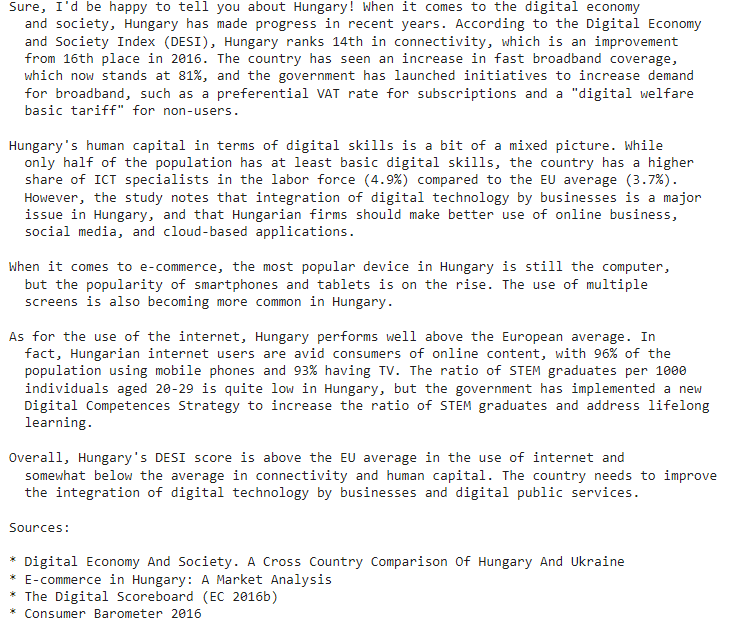 Sure, I'd be happy to tell you about Hungary! When it comes to the digital economy
and society, Hungary has made progress in recent years. According to the Digital Economy
and Society Index (DESI), Hungary ranks 14th in connectivity, which is an improvement
from 16th place in 2016. The country has seen an increase in fast broadband coverage,
which now stands at 81%, and the government has launched initiatives to increase demand
for broadband, such as a preferential VAT rate for subscriptions and a "digital welfare
basic tariff" for non-users.
Hungary's human capital in terms of digital skills is a bit of a mixed picture. While
only half of the population has at least basic digital skills, the country has a higher
share of ICT specialists in the labor force (4.9%) compared to the EU average (3.7%).
However, the study notes that integration of digital technology by businesses is a major
issue in Hungary, and that Hungarian firms should make better use of online business,
social media, and cloud-based applications.
When it comes to e-commerce, the most popular device in Hungary is still the computer,
but the popularity of smartphones and tablets is on the rise. The use of multiple
screens is also becoming more common in Hungary.
As for the use of the internet, Hungary performs well above the European average. In
fact, Hungarian internet users are avid consumers of online content, with 96% of the
population using mobile phones and 93% having TV. The ratio of STEM graduates per 1000
individuals aged 20-29 is quite low in Hungary, but the government has implemented a new
Digital Competences Strategy to increase the ratio of STEM graduates and address lifelong
learning.
Overall, Hungary's DESI score is above the EU average in the use of internet and
somewhat below the average in connectivity and human capital. The country needs to improve
the integration of digital technology by businesses and digital public services.
Sources:
* Digital Economy And Society. A Cross Country Comparison Of Hungary And Ukraine
* E-commerce in Hungary: A Market Analysis
* The Digital Scoreboard (EC 2016b)
* Consumer Barometer 2016